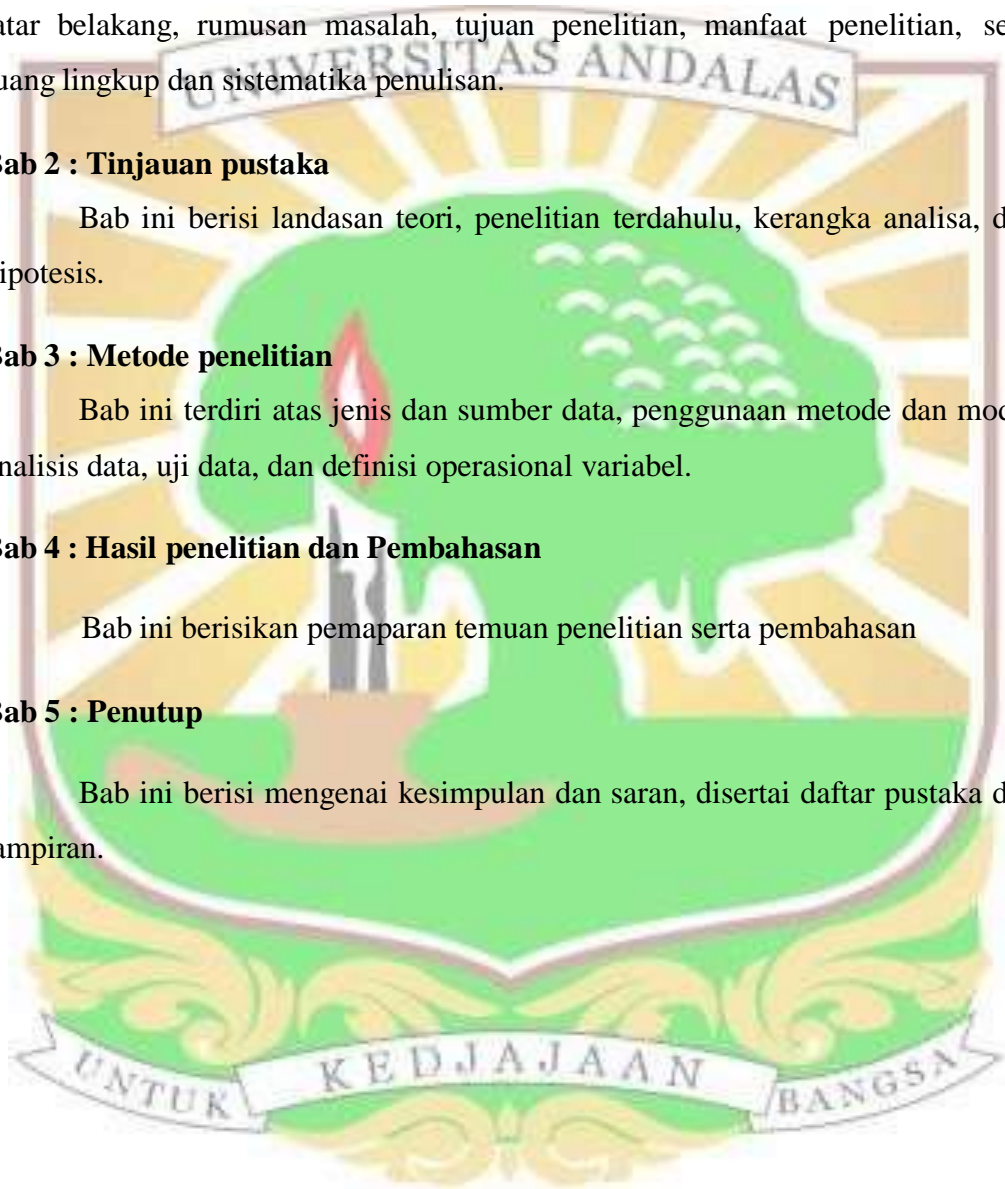 atar belakang, rumusan masalah, tujuan penelitian, manfaat penelitian, se
UNIVERSITAS ANDALAS
uang lingkup dan sistematika penulisan.
Bab 2 : Tinjauan pustaka
Bab ini berisi landasan teori, penelitian terdahulu, kerangka analisa, d
ipotesis.
Bab 3 : Metode penelitian
Bab ini terdiri atas jenis dan sumber data, penggunaan metode dan mod
nalisis data, uji data, dan definisi operasional variabel.
Bab 4 : Hasil penelitian dan Pembahasan
Bab ini berisikan pemaparan temuan penelitian serta pembahasan
Bab 5 : Penutup
Bab ini berisi mengenai kesimpulan dan saran, disertai daftar pustaka d
ampiran.
UNTUK KEDJAJAAN BANGSA